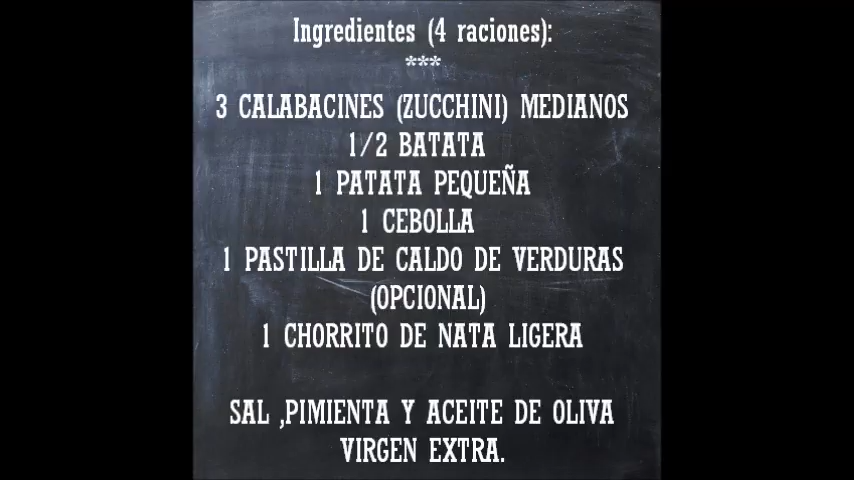 Ingredientes (4 raciones):
***
3 CALABACINES (ZUCCHINI) MEDIANOS
1/2 BATATA
1 PATATA PEQUEÑA
1 CEBOLLA
1 PASTILLA DE CALDO DE VERDURAS
(OPCIONAL)
1 CHORRITO DE NATA LIGERA
SAL ,PIMIENTA Y ACEITE DE OLIVA
VIRGEN EXTRA.